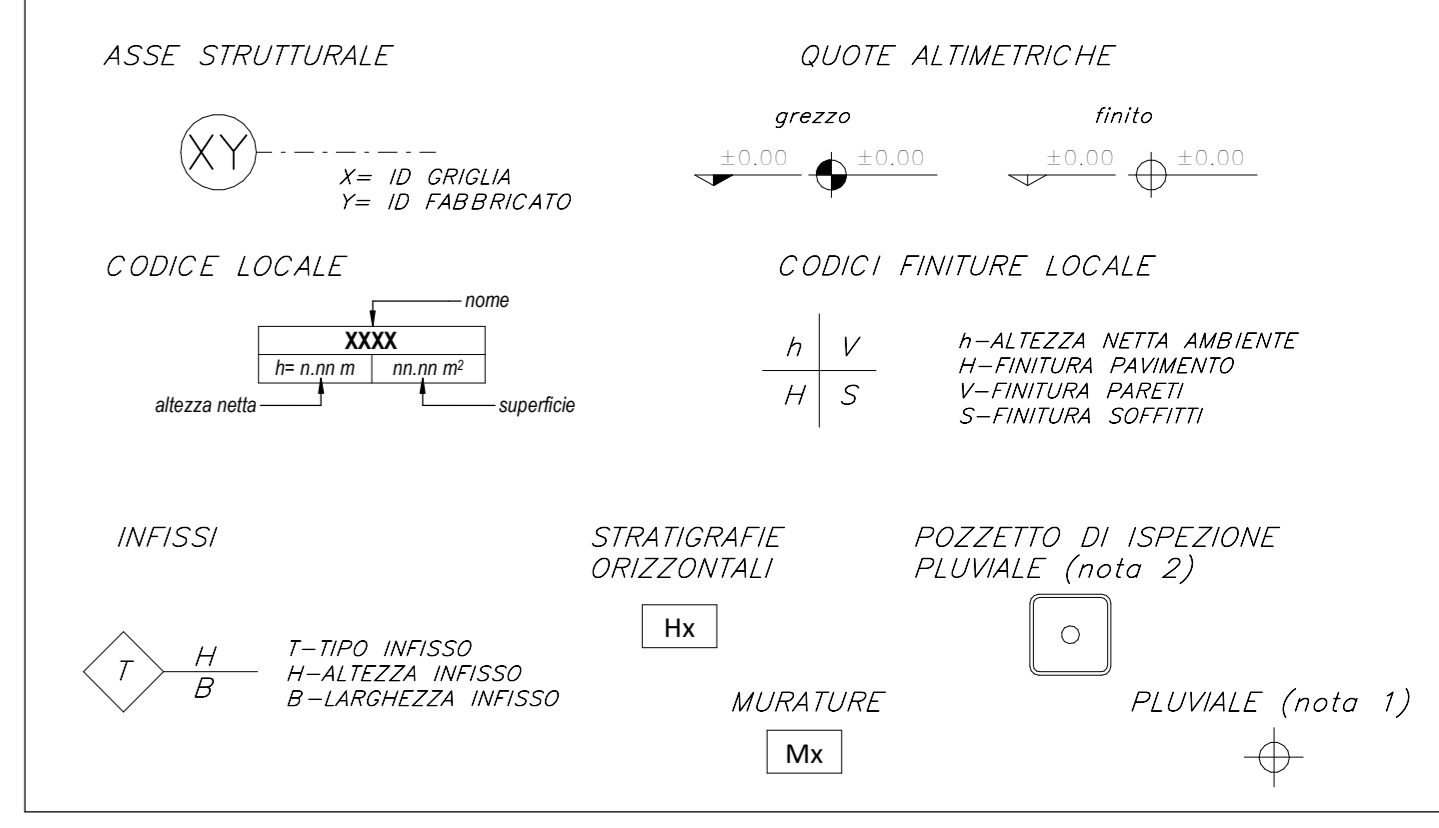 ASSE STRUTTURALE
XY
X= ID GRIGLIA
Y= ID FABBRICATO
QUOTE ALTIMETRICHE
grezzo
±0.00 ±0.00
finito
±0.00 ±0.00
CODICE LOCALE
nome
XXXX
h= n.nn m nn.nn m²
altezza netta superficie
CODICI FINITURE LOCALE
h V
H S
h-ALTEZZA NETTA AMBIENTE
H-FINITURA PAVIMENTO
V-FINITURA PARETI
S-FINITURA SOFFITTI
INFISSI
T
H
B
T-TIPO INFISSO
H-ALTEZZA INFISSO
B-LARGHEZZA INFISSO
STRATIGRAFIE
ORIZZONTALI
Hx
MURATURE
Mx
POZZETTO DI ISPEZIONE
PLUVIALE (nota 2)
PLUVIALE (nota 1)